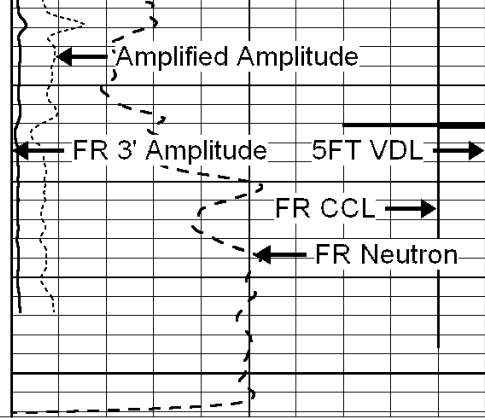 Amplified Amplitude
FR 3' Amplitude 5FT VDL
FR CCL
FR Neutron